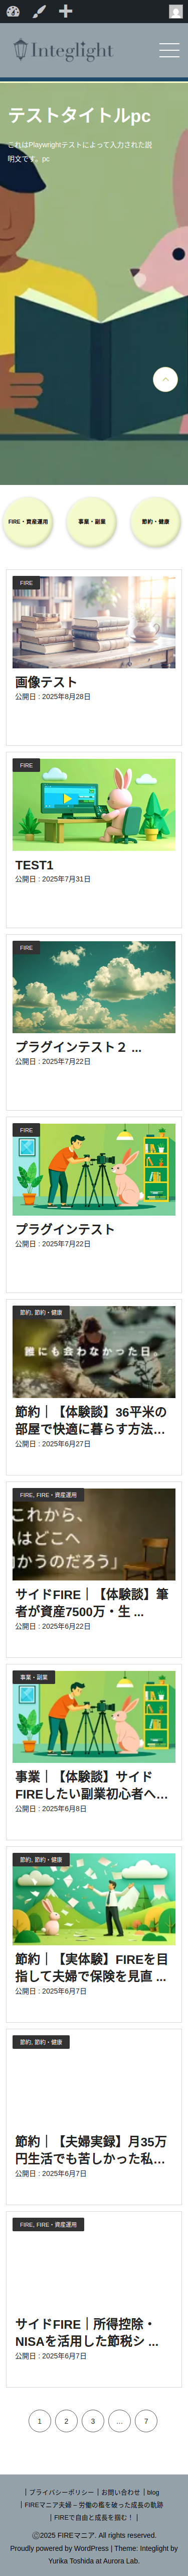 Integlight
テストタイトルpc
これはPlaywrightテストによって入力された説
明文です。pc
FIRE・資産運用
事業・副業
節約・健康
FIRE
画像テスト
公開日 : 2025年8月28日
FIRE
TEST1
公開日 : 2025年7月31日
FIRE
プラグインテスト２ ...
公開日 : 2025年7月22日
FIRE
プラグインテスト
公開日 : 2025年7月22日
節約, 節約・健康
誰にも会わなかった日。
節約｜【体験談】36平米の
部屋で快適に暮らす方法…
公開日 : 2025年6月27日
FIRE, FIRE・資産運用
これから、
はどこへ
向かうのだろう」
サイドFIRE｜【体験談】筆
者が資産7500万・生 ...
公開日 : 2025年6月22日
事業・副業
事業｜【体験談】サイド
FIREしたい副業初心者へ…
公開日 : 2025年6月8日
節約, 節約・健康
節約｜【実体験】FIREを目
指して夫婦で保険を見直 ...
公開日 : 2025年6月7日
節約, 節約・健康
節約｜【夫婦実録】月35万
円生活でも苦しかった私…
公開日 : 2025年6月7日
FIRE, FIRE・資産運用
サイドFIRE｜所得控除・
NISAを活用した節税シ ...
公開日 : 2025年6月7日
1 2 3 … 7
| プライバシーポリシー | お問い合わせ | blog
| FIREマニア夫婦 – 労働の檻を破った成長の軌跡
| FIREで自由と成長を掴む！ |
Ⓒ2025 FIREマニア. All rights reserved.
Proudly powered by WordPress | Theme: Integlight by
Yurika Toshida at Aurora Lab.